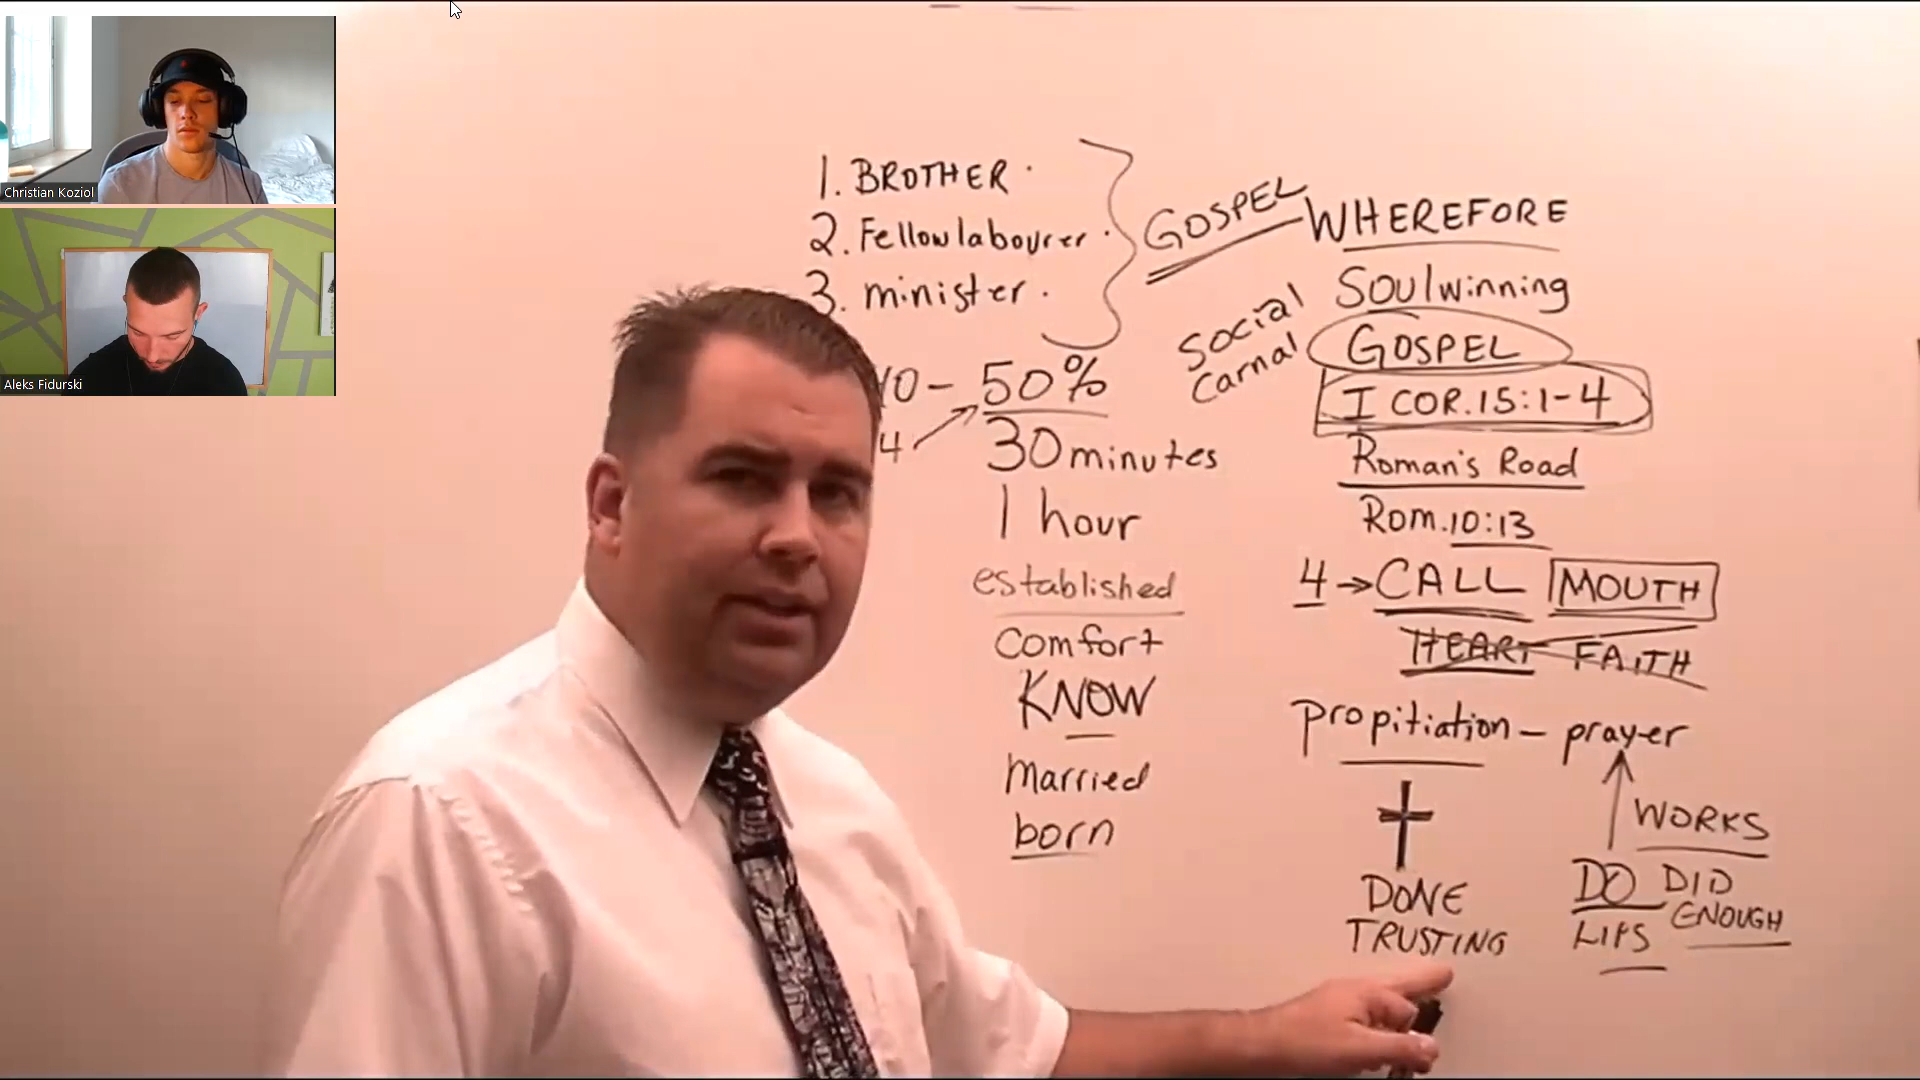 Christian Koziol
Aleks Fidurski
1. BROTHER
2. Fellowlabourer
3. minister
GOSPEL
10 - 50%
4
30 minutes
1 hour
established
comfort
KNOW
married
born
WHEREFORE
Soulwinning
Social
Carnal
GOSPEL
I COR. 15:1-4
Roman's Road
Rom. 10:13
4 → CALL MOUTH
HEART FAITH
propitiation - prayer
WORKS
DONE
TRUSTING
DO DID
LIPS ENOUGH